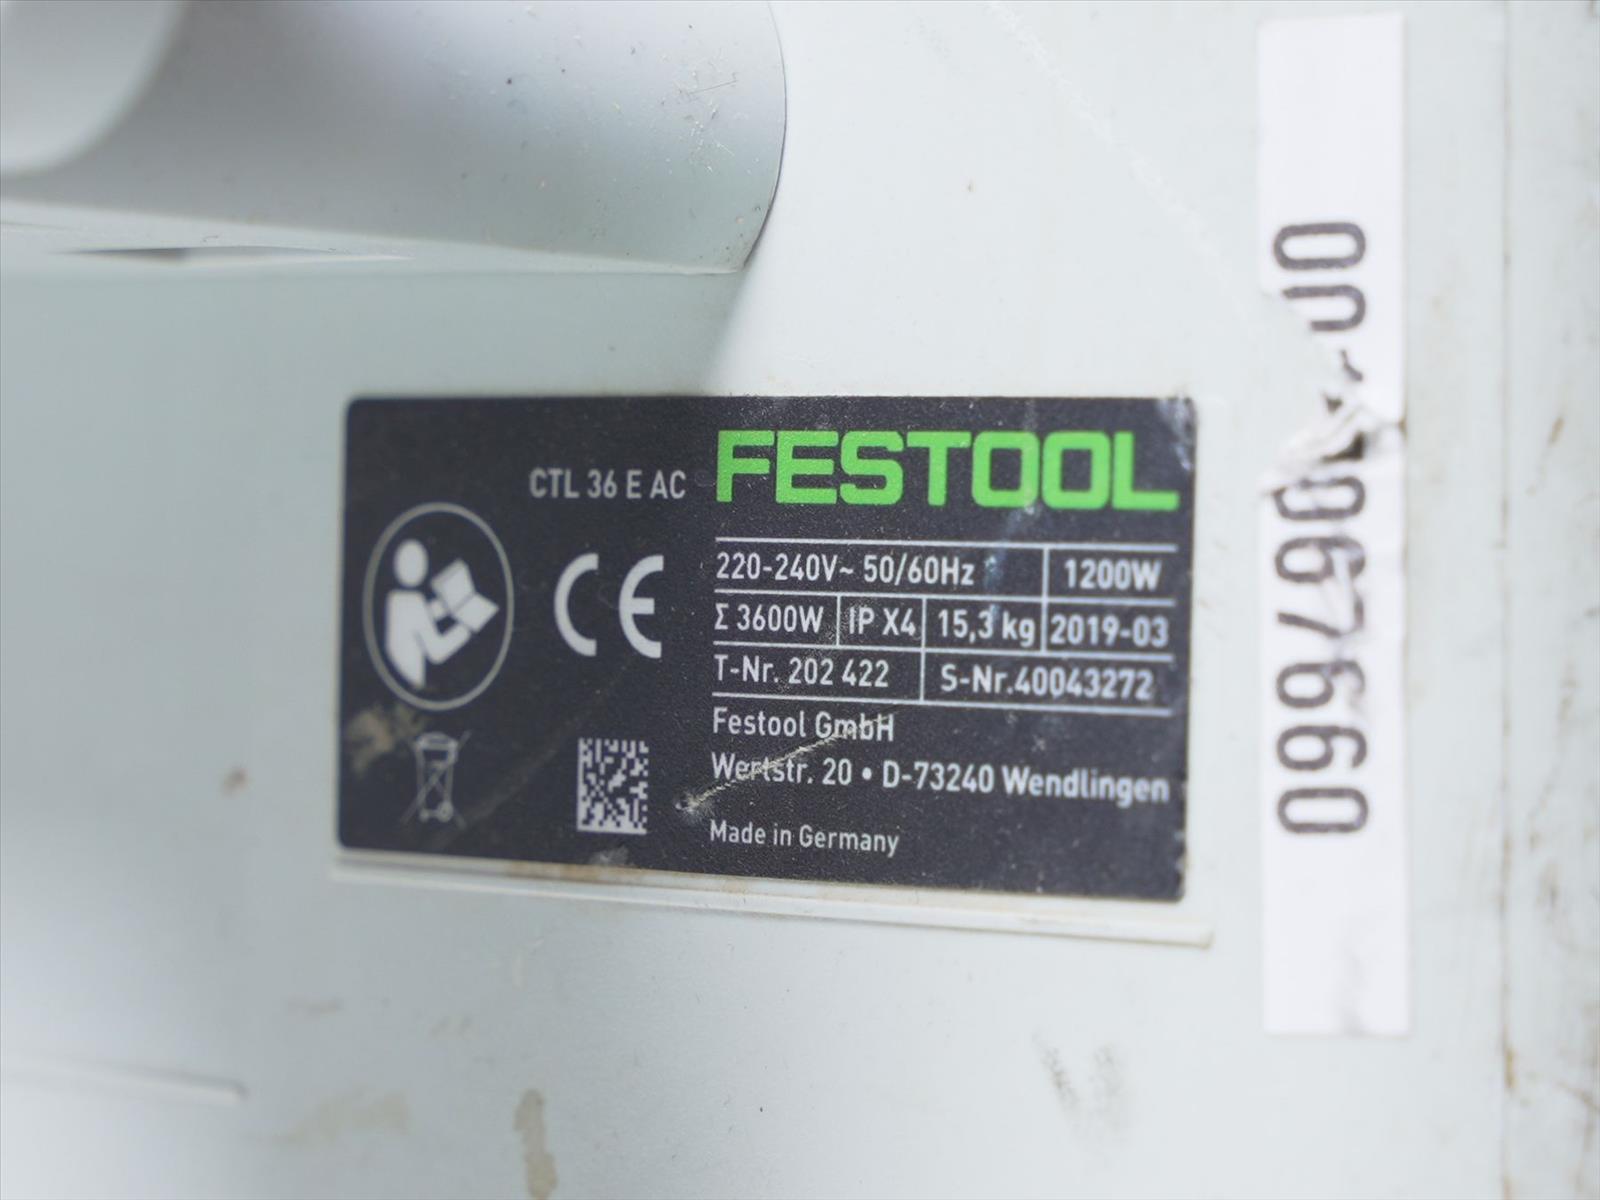 CTL 36 E AC FESTOOL
220-240V~ 50/60Hz 1200W
Σ 3600W IP X4 15,3 kg 2019-03
T-Nr. 202 422 S-Nr.40043272
CE
Festool GmbH
Wertstr. 20 • D-73240 Wendlingen
Made in Germany